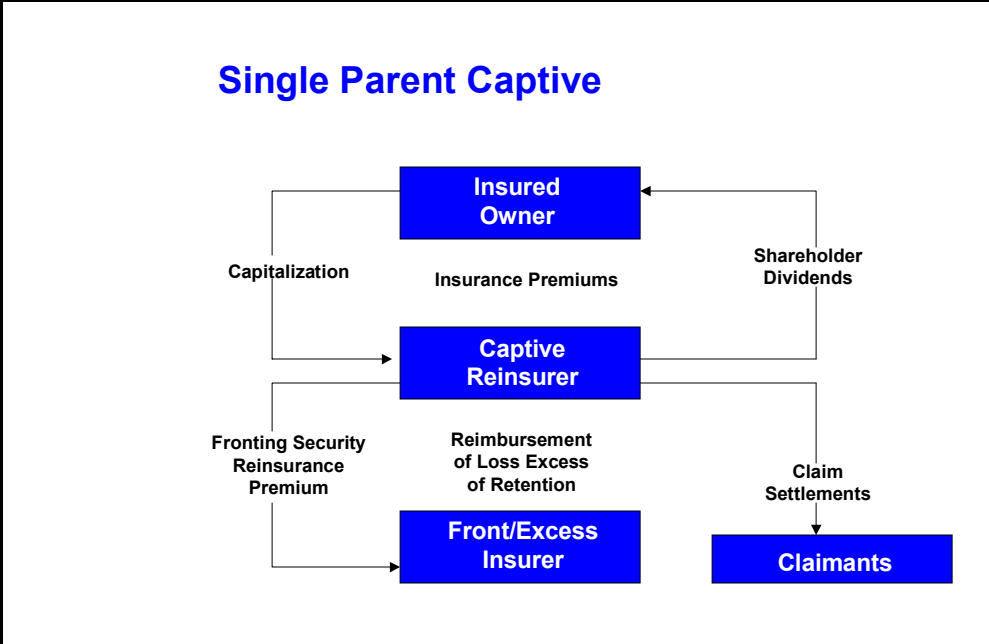 Single Parent Captive
Insured
Owner
Capitalization
Insurance Premiums
Shareholder
Dividends
Captive
Reinsurer
Fronting Security
Reinsurance
Premium
Reimbursement
of Loss Excess
of Retention
Claim
Settlements
Front/Excess
Insurer
Claimants